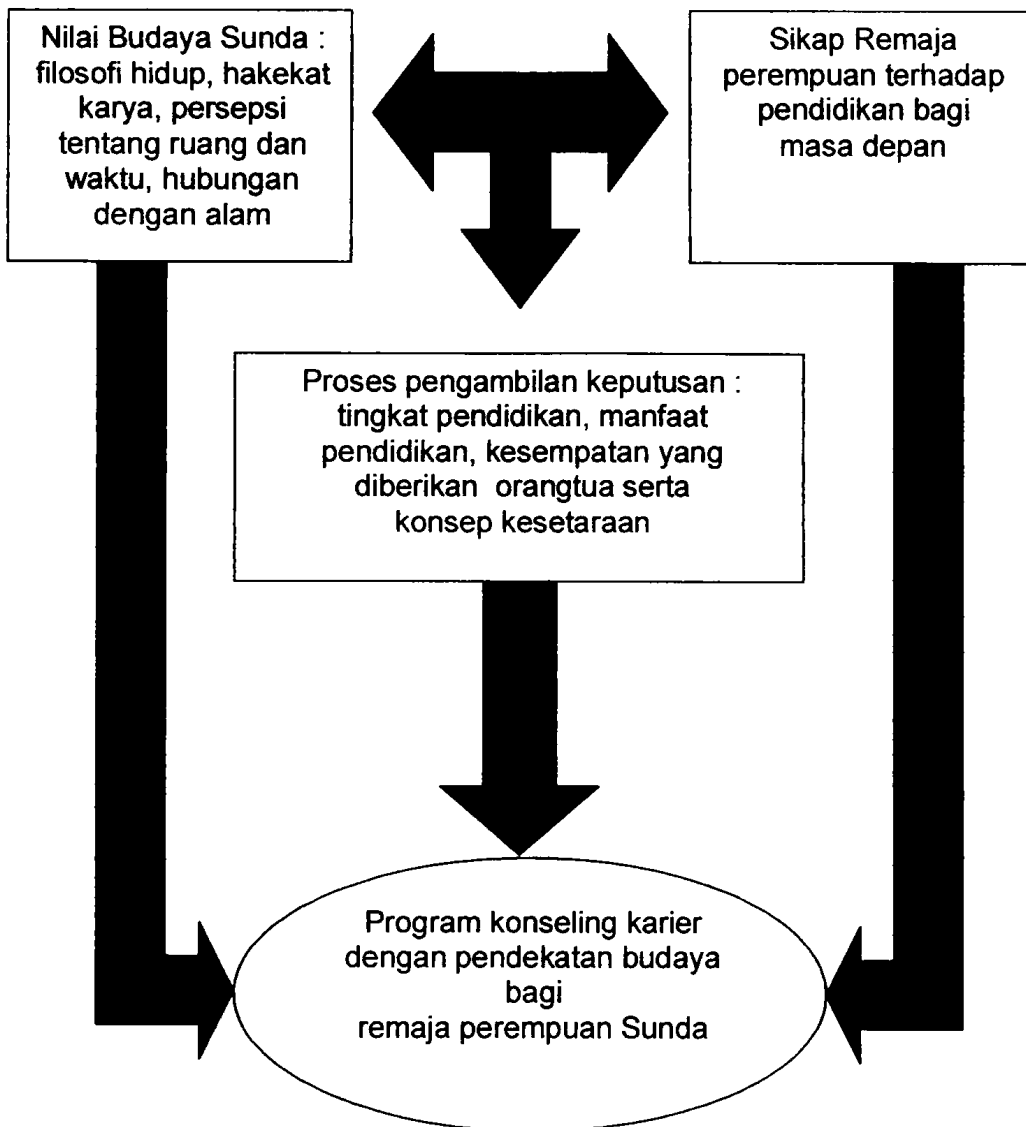 Nilai Budaya Sunda :
filosofi hidup, hakekat
karya, persepsi
tentang ruang dan
waktu, hubungan
dengan alam
Sikap Remaja
perempuan terhadap
pendidikan bagi
masa depan
Proses pengambilan keputusan :
tingkat pendidikan, manfaat
pendidikan, kesempatan yang
diberikan orangtua serta
konsep kesetaraan
Program konseling karier
dengan pendekatan budaya
bagi
remaja perempuan Sunda